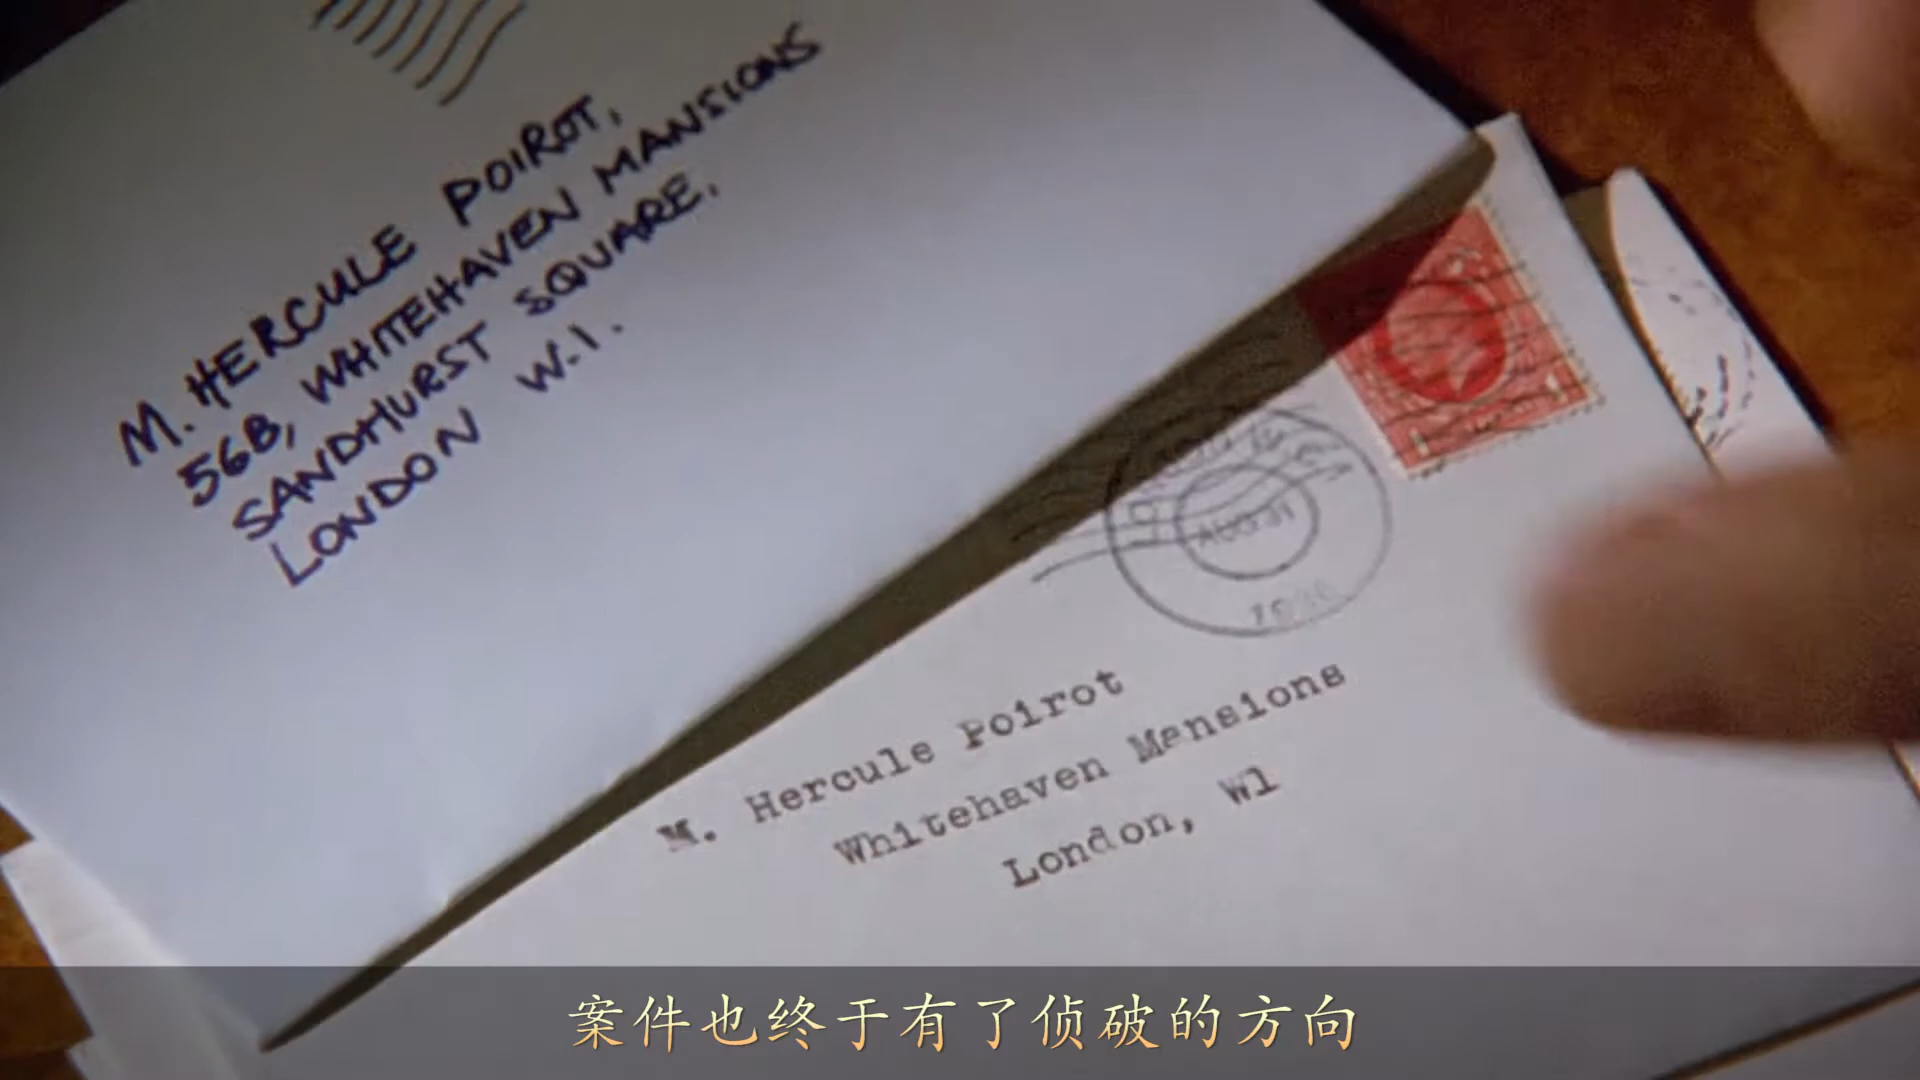 M. HERCULE POIROT,
56B, WHITEHAVEN MANSIONS
SANDHURST SQUARE,
LONDON W.1.
M. Hercule Poirot
Whitehaven Mansions
London, W1
案件也终于有了侦破的方向